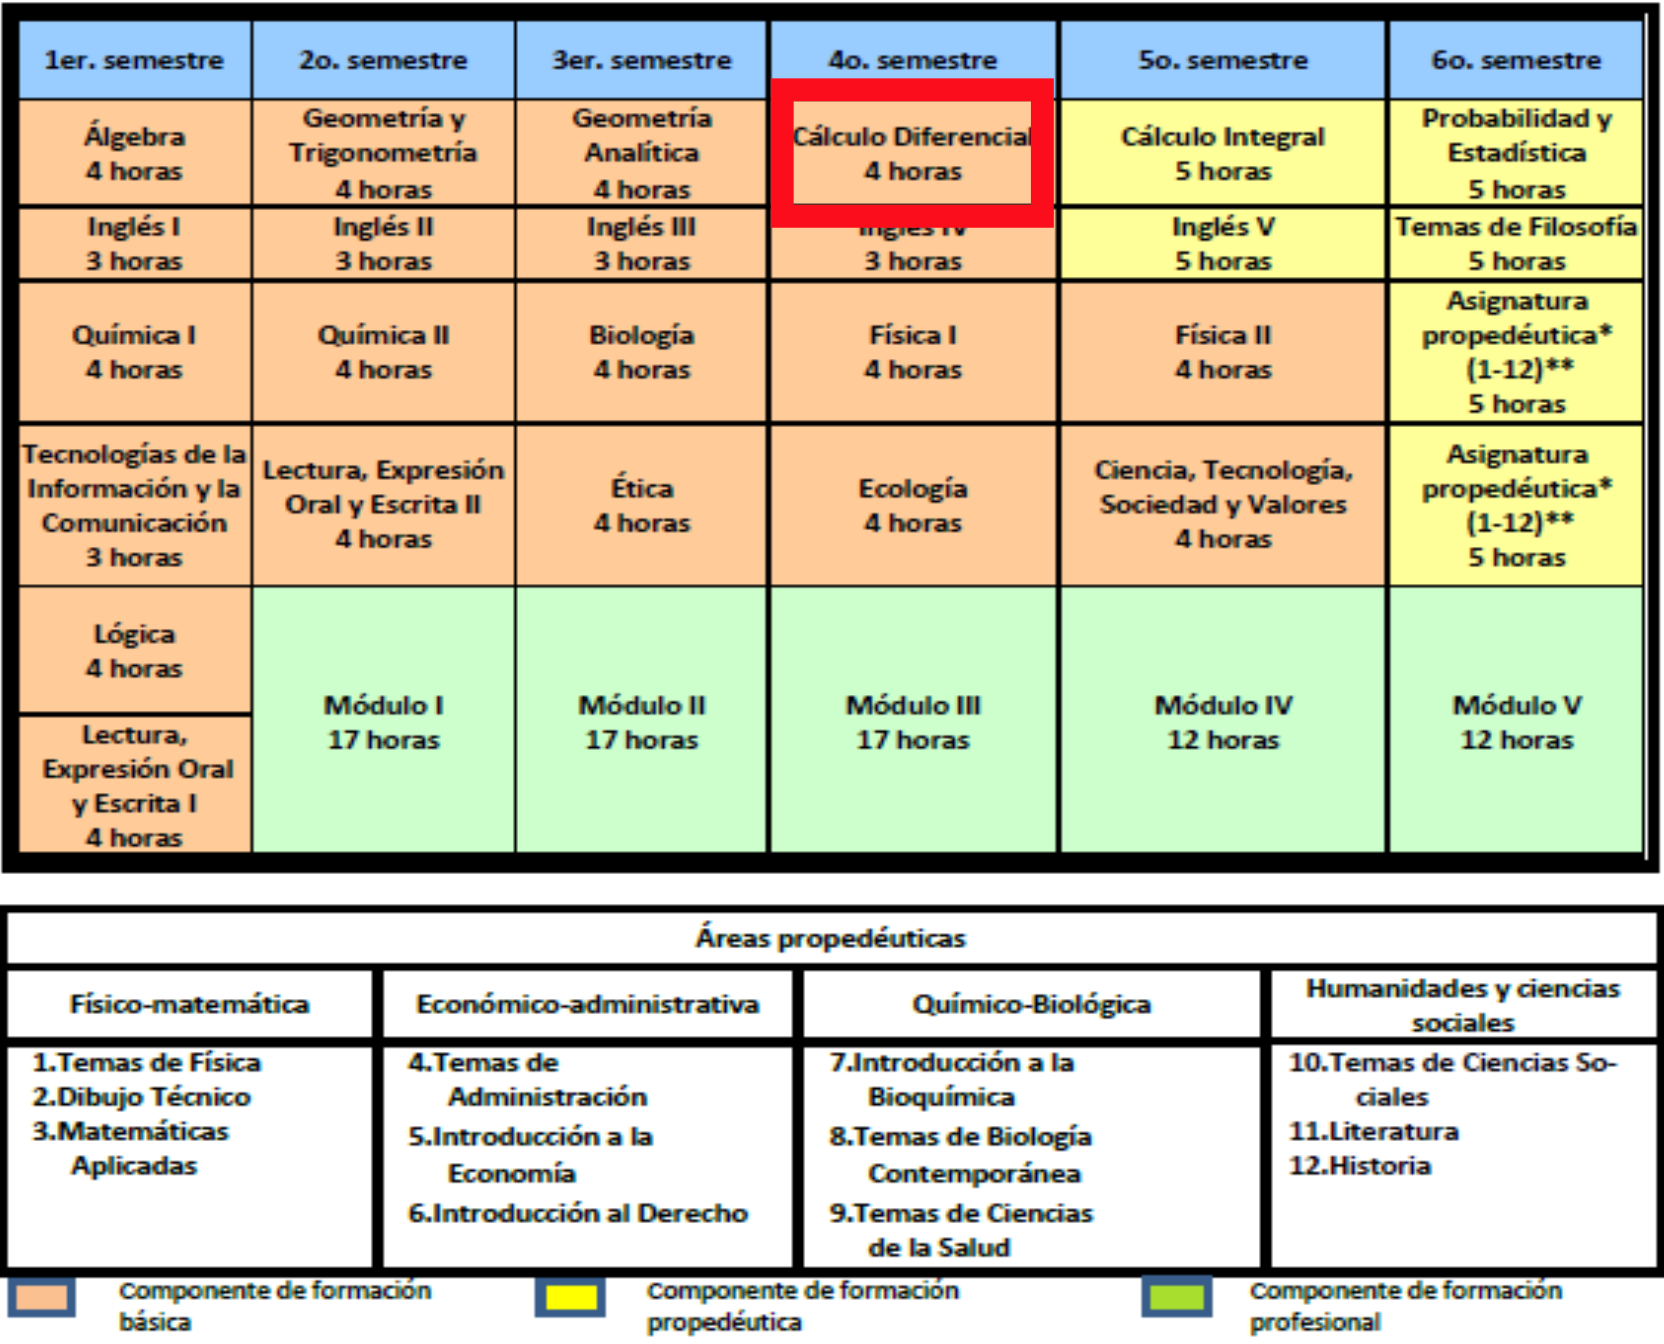 1er. semestre 2o. semestre 3er. semestre 4o. semestre 5o. semestre 6o. semestre
Álgebra
4 horas
Geometría y
Trigonometría
4 horas
Geometría
Analítica
4 horas
Cálculo Diferencial
4 horas
Cálculo Integral
5 horas
Probabilidad y
Estadística
5 horas
Inglés I
3 horas
Inglés II
3 horas
Inglés III
3 horas
Inglés IV
3 horas
Inglés V
5 horas
Temas de Filosofía
5 horas
Química I
4 horas
Química II
4 horas
Biología
4 horas
Física I
4 horas
Física II
4 horas
Asignatura
propedéutica*
(1-12)**
5 horas
Tecnologías de la
Información y la
Comunicación
3 horas
Lectura, Expresión
Oral y Escrita II
4 horas
Ética
4 horas
Ecología
4 horas
Ciencia, Tecnología,
Sociedad y Valores
4 horas
Asignatura
propedéutica*
(1-12)**
5 horas
Lógica
4 horas
Lectura,
Expresión Oral
y Escrita I
4 horas
Módulo I
17 horas
Módulo II
17 horas
Módulo III
17 horas
Módulo IV
12 horas
Módulo V
12 horas
Áreas propedéuticas
Físico-matemática
Económico-administrativa
Químico-Biológica
Humanidades y ciencias
sociales
1.Temas de Física
2.Dibujo Técnico
3.Matemáticas
Aplicadas
4.Temas de
Administración
5.Introducción a la
Economía
6.Introducción al Derecho
7.Introducción a la
Bioquímica
8.Temas de Biología
Contemporánea
9.Temas de Ciencias
de la Salud
10.Temas de Ciencias So-
ciales
11.Literatura
12.Historia
Componente de formación
básica
Componente de formación
propedéutica
Componente de formación
profesional